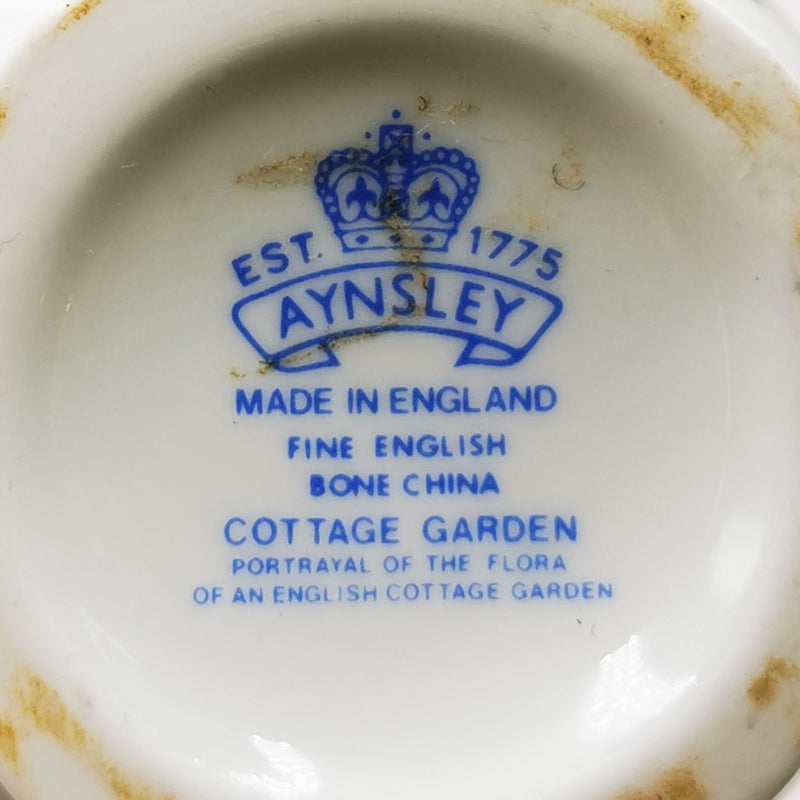 EST. 1775
AYNSLEY
MADE IN ENGLAND
FINE ENGLISH
BONE CHINA
COTTAGE GARDEN
PORTRAYAL OF THE FLORA
OF AN ENGLISH COTTAGE GARDEN